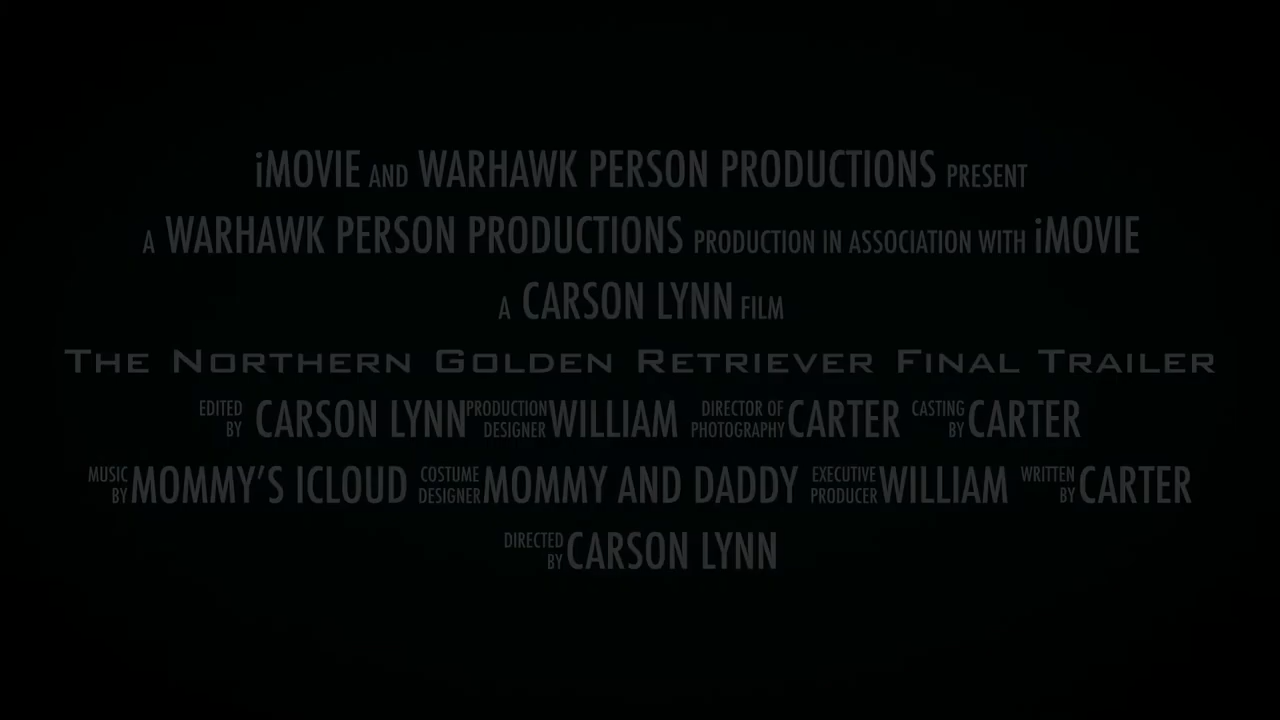 iMOVIE AND WARHAWK PERSON PRODUCTIONS PRESENT
A WARHAWK PERSON PRODUCTIONS PRODUCTION IN ASSOCIATION WITH iMOVIE
A CARSON LYNN FILM
THE NORTHERN GOLDEN RETRIEVER FINAL TRAILER
EDITED BY CARSON LYNN PRODUCTION DESIGNER WILLIAM DIRECTOR OF PHOTOGRAPHY CARTER CASTING BY CARTER
MUSIC BY MOMMY'S ICLOUD COSTUME DESIGNER MOMMY AND DADDY EXECUTIVE PRODUCER WILLIAM WRITTEN BY CARTER
DIRECTED BY CARSON LYNN